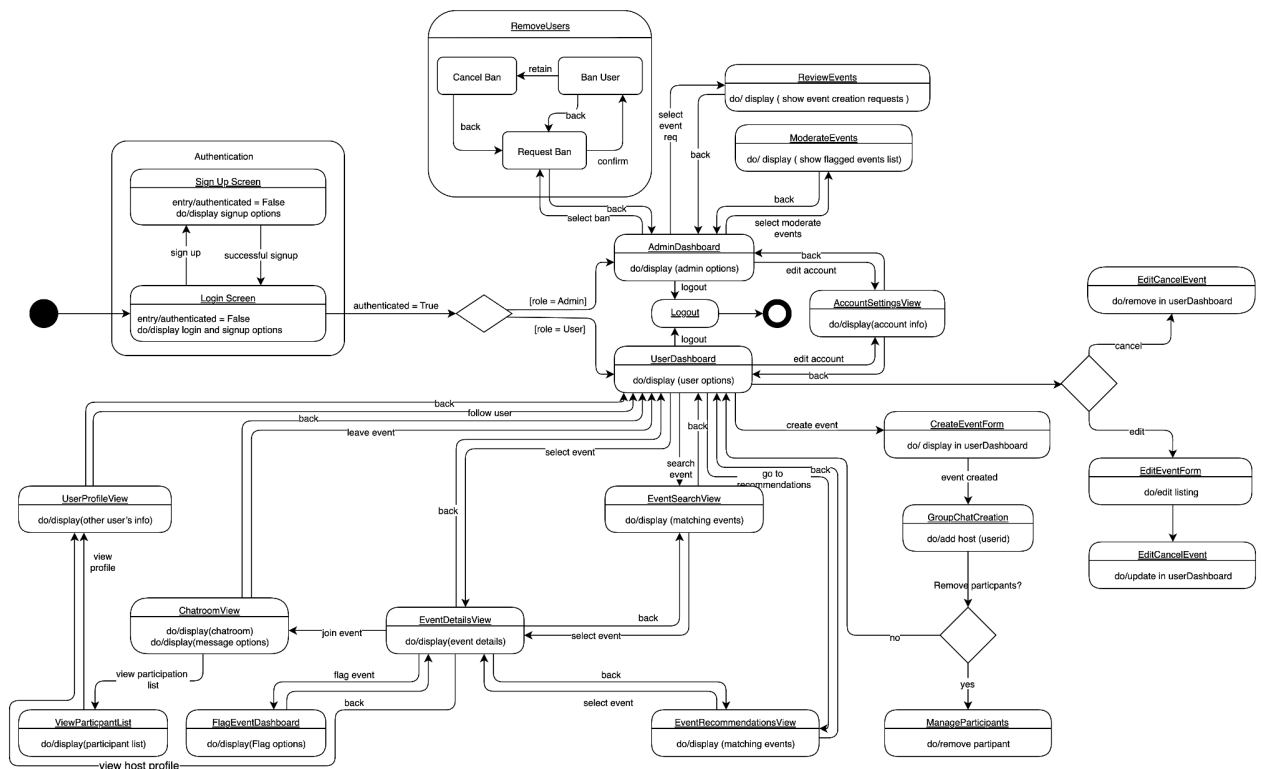 RemoveUsers
Cancel Ban
retain
Ban User
back
back
Request Ban
confirm
back
select ban
select
event
req
back
ReviewEvents
do/ display ( show event creation requests )
ModerateEvents
do/ display ( show flagged events list)
back
select moderate
events
Authentication
Sign Up Screen
entry/authenticated = False
do/display signup options
sign up
successful signup
Login Screen
entry/authenticated = False
do/display login and signup options
authenticated = True
[role = Admin]
[role = User]
AdminDashboard
do/display (admin options)
back
edit account
logout
Logout
logout
AccountSettingsView
do/display(account info)
UserDashboard
do/display (user options)
edit account
back
EditCancelEvent
do/remove in userDashboard
cancel
edit
EditEventForm
do/edit listing
EditCancelEvent
do/update in userDashboard
back
follow user
back
leave event
select event
back
search
event
back
go to
recommendations
back
create event
CreateEventForm
do/ display in userDashboard
event created
GroupChatCreation
do/add host (userid)
Remove particpants?
no
yes
ManageParticipants
do/remove partipant
UserProfileView
do/display(other user's info)
view
profile
EventSearchView
do/display (matching events)
ChatroomView
do/display(chatroom)
do/display(message options)
join event
EventDetailsView
do/display(event details)
back
select event
view participation
list
flag event
back
back
select event
ViewParticpantList
do/display(participant list)
FlagEventDashboard
do/display(Flag options)
EventRecommendationsView
do/display (matching events)
view host profile